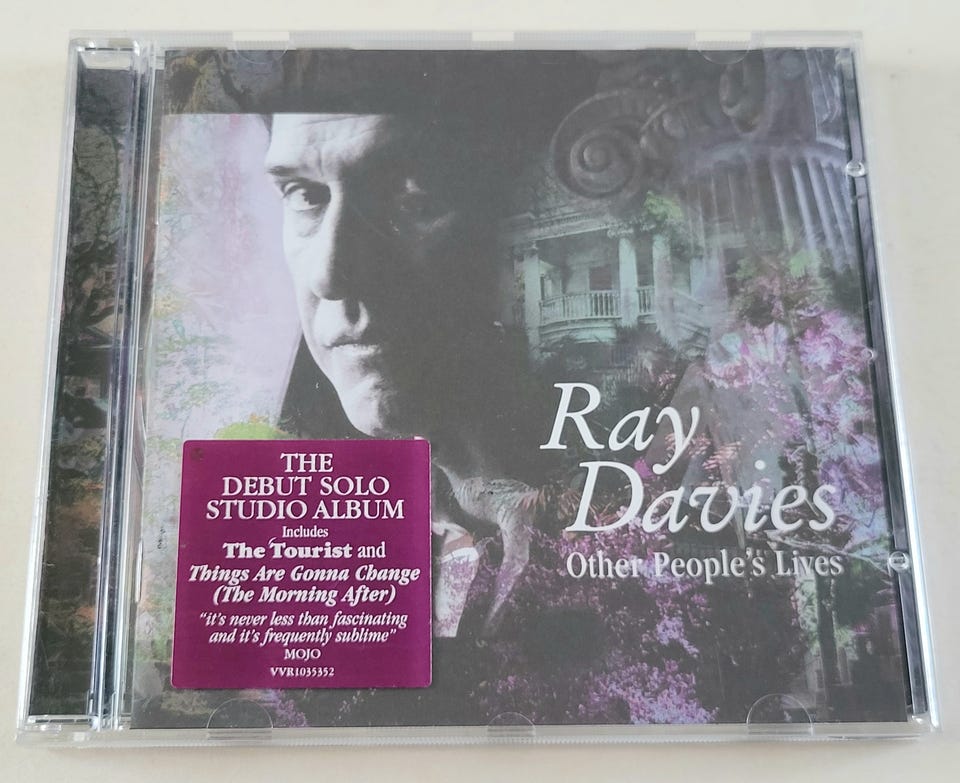 Ray
Davies
Other People's Lives
THE
DEBUT SOLO
STUDIO ALBUM
Includes
The Tourist and
Things Are Gonna Change
(The Morning After)
"it's never less than fascinating
and it's frequently sublime"
MOJO
VVR1035352